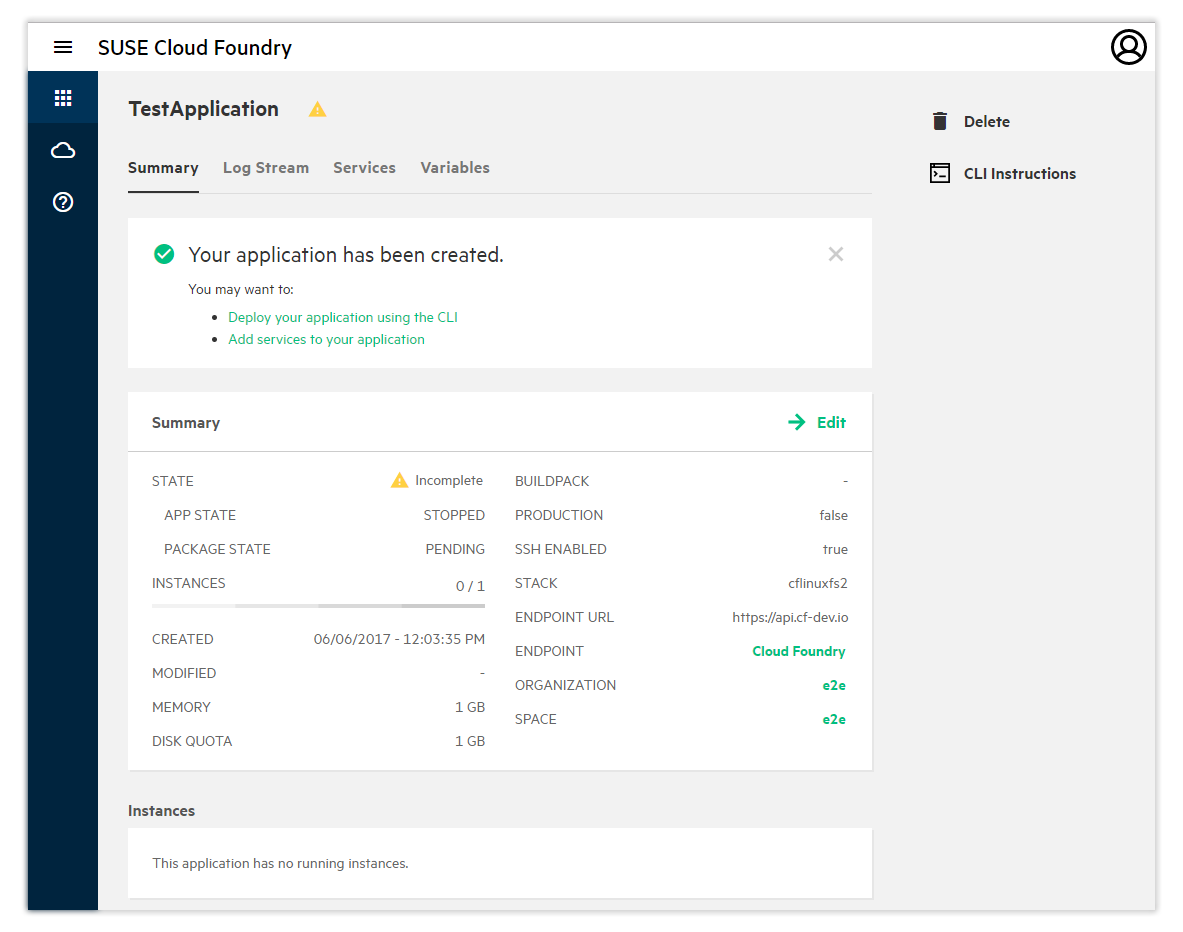 SUSE Cloud Foundry
TestApplication
Delete
CLI Instructions
Summary Log Stream Services Variables
Your application has been created.
You may want to:
Deploy your application using the CLI
Add services to your application
Summary
Edit
STATE Incomplete
APP STATE STOPPED
PACKAGE STATE PENDING
INSTANCES 0 / 1
CREATED 06/06/2017 - 12:03:35 PM
MODIFIED -
MEMORY 1 GB
DISK QUOTA 1 GB
BUILDPACK -
PRODUCTION false
SSH ENABLED true
STACK cflinuxfs2
ENDPOINT URL https://api.cf-dev.io
ENDPOINT Cloud Foundry
ORGANIZATION e2e
SPACE e2e
Instances
This application has no running instances.